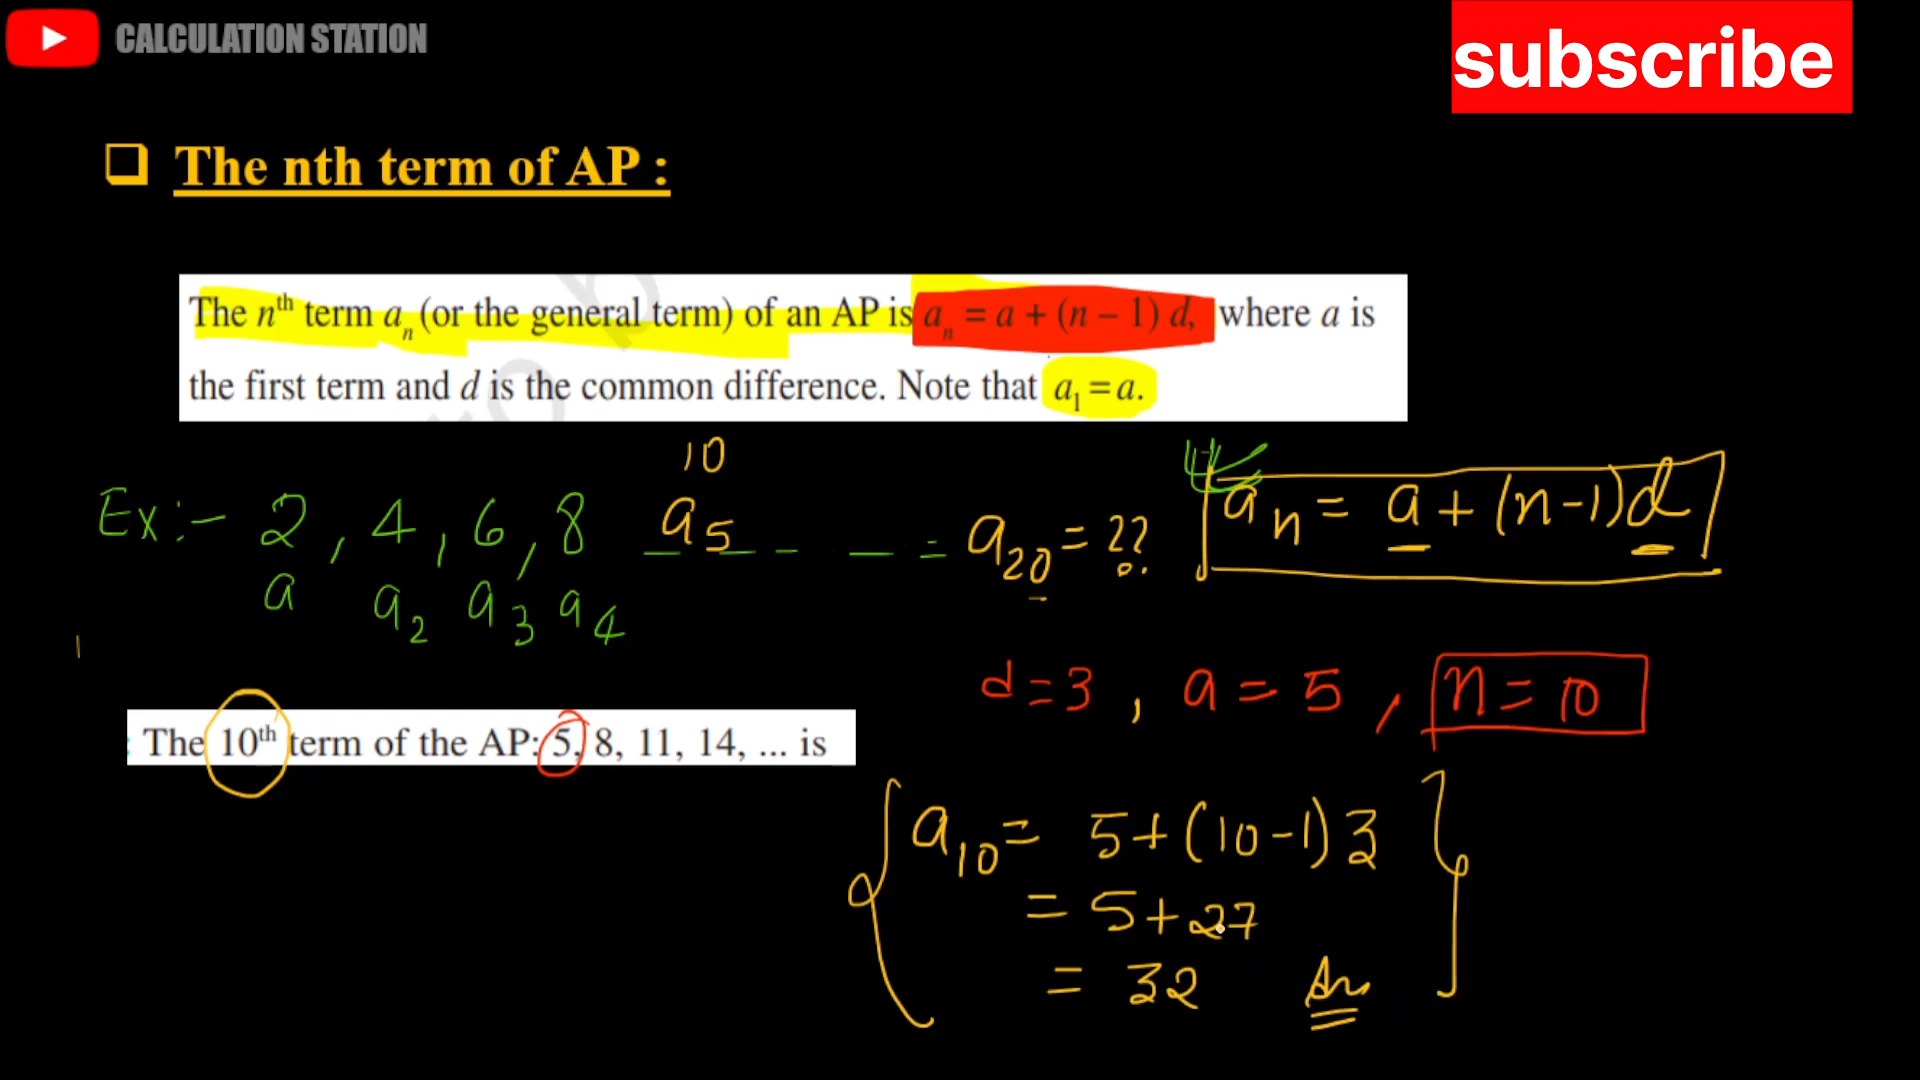 CALCULATION STATION
subscribe
The nth term of AP :
The nth term an (or the general term) of an AP is an = a + (n – 1) d, where a is
the first term and d is the common difference. Note that a1 = a.
10
Ex :- 2, 4, 6, 8 a5 _ _ _ _ = a20 = ??
an = a + (n-1)d
a a2 a3 a4
d = 3, a = 5, n = 10
The 10th term of the AP: 5, 8, 11, 14, ... is
a10 = 5 + (10-1) 3
= 5 + 27
= 32 Ans